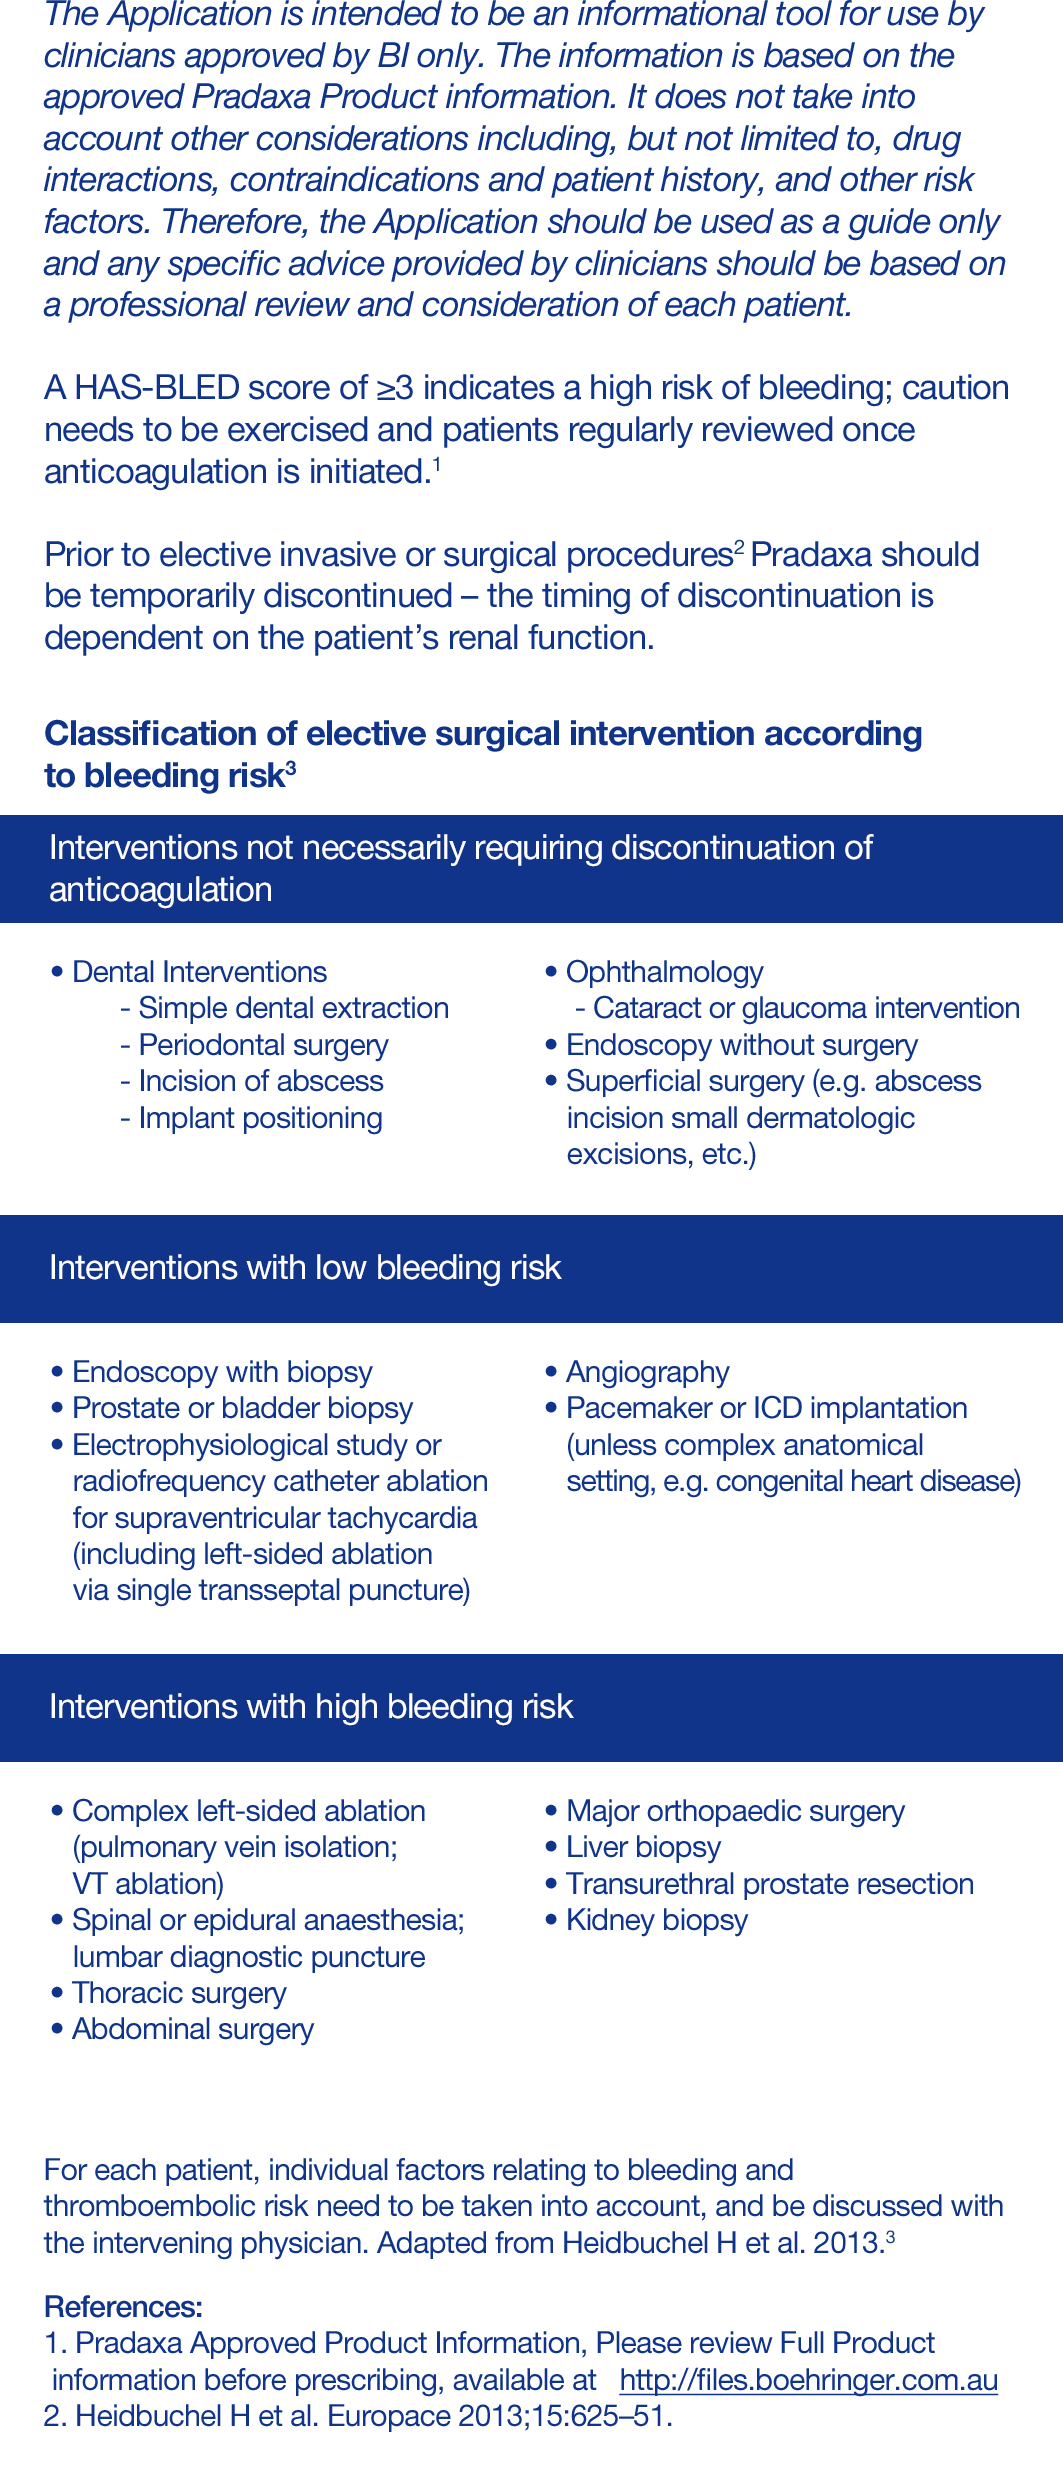 The Application is intended to be an informational tool for use by
clinicians approved by BI only. The information is based on the
approved Pradaxa Product information. It does not take into
account other considerations including, but not limited to, drug
interactions, contraindications and patient history, and other risk
factors. Therefore, the Application should be used as a guide only
and any specific advice provided by clinicians should be based on
a professional review and consideration of each patient.
A HAS-BLED score of ≥3 indicates a high risk of bleeding; caution
needs to be exercised and patients regularly reviewed once
anticoagulation is initiated.¹
Prior to elective invasive or surgical procedures² Pradaxa should
be temporarily discontinued – the timing of discontinuation is
dependent on the patient’s renal function.
Classification of elective surgical intervention according
to bleeding risk³
Interventions not necessarily requiring discontinuation of
anticoagulation
• Dental Interventions
- Simple dental extraction
- Periodontal surgery
- Incision of abscess
- Implant positioning
• Ophthalmology
- Cataract or glaucoma intervention
• Endoscopy without surgery
• Superficial surgery (e.g. abscess
incision small dermatologic
excisions, etc.)
Interventions with low bleeding risk
• Endoscopy with biopsy
• Prostate or bladder biopsy
• Electrophysiological study or
radiofrequency catheter ablation
for supraventricular tachycardia
(including left-sided ablation
via single transseptal puncture)
• Angiography
• Pacemaker or ICD implantation
(unless complex anatomical
setting, e.g. congenital heart disease)
Interventions with high bleeding risk
• Complex left-sided ablation
(pulmonary vein isolation;
VT ablation)
• Spinal or epidural anaesthesia;
lumbar diagnostic puncture
• Thoracic surgery
• Abdominal surgery
• Major orthopaedic surgery
• Liver biopsy
• Transurethral prostate resection
• Kidney biopsy
For each patient, individual factors relating to bleeding and
thromboembolic risk need to be taken into account, and be discussed with
the intervening physician. Adapted from Heidbuchel H et al. 2013.³
References:
1. Pradaxa Approved Product Information, Please review Full Product
information before prescribing, available at http://files.boehringer.com.au
2. Heidbuchel H et al. Europace 2013;15:625–51.